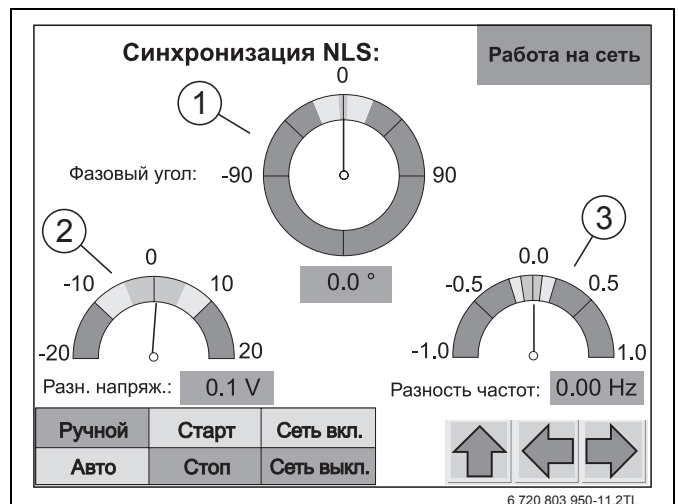 Синхронизация NLS:
Работа на сеть
0
1
Фазовый угол: -90 90
0.0 °
2
0
-10 10
-20 20
Разн. напряж.: 0.1 V
3
0.0
-0.5 0.5
-1.0 1.0
Разность частот: 0.00 Hz
Ручной Старт Сеть вкл.
Авто Стоп Сеть выкл.
6 720 803 950-11.2TL